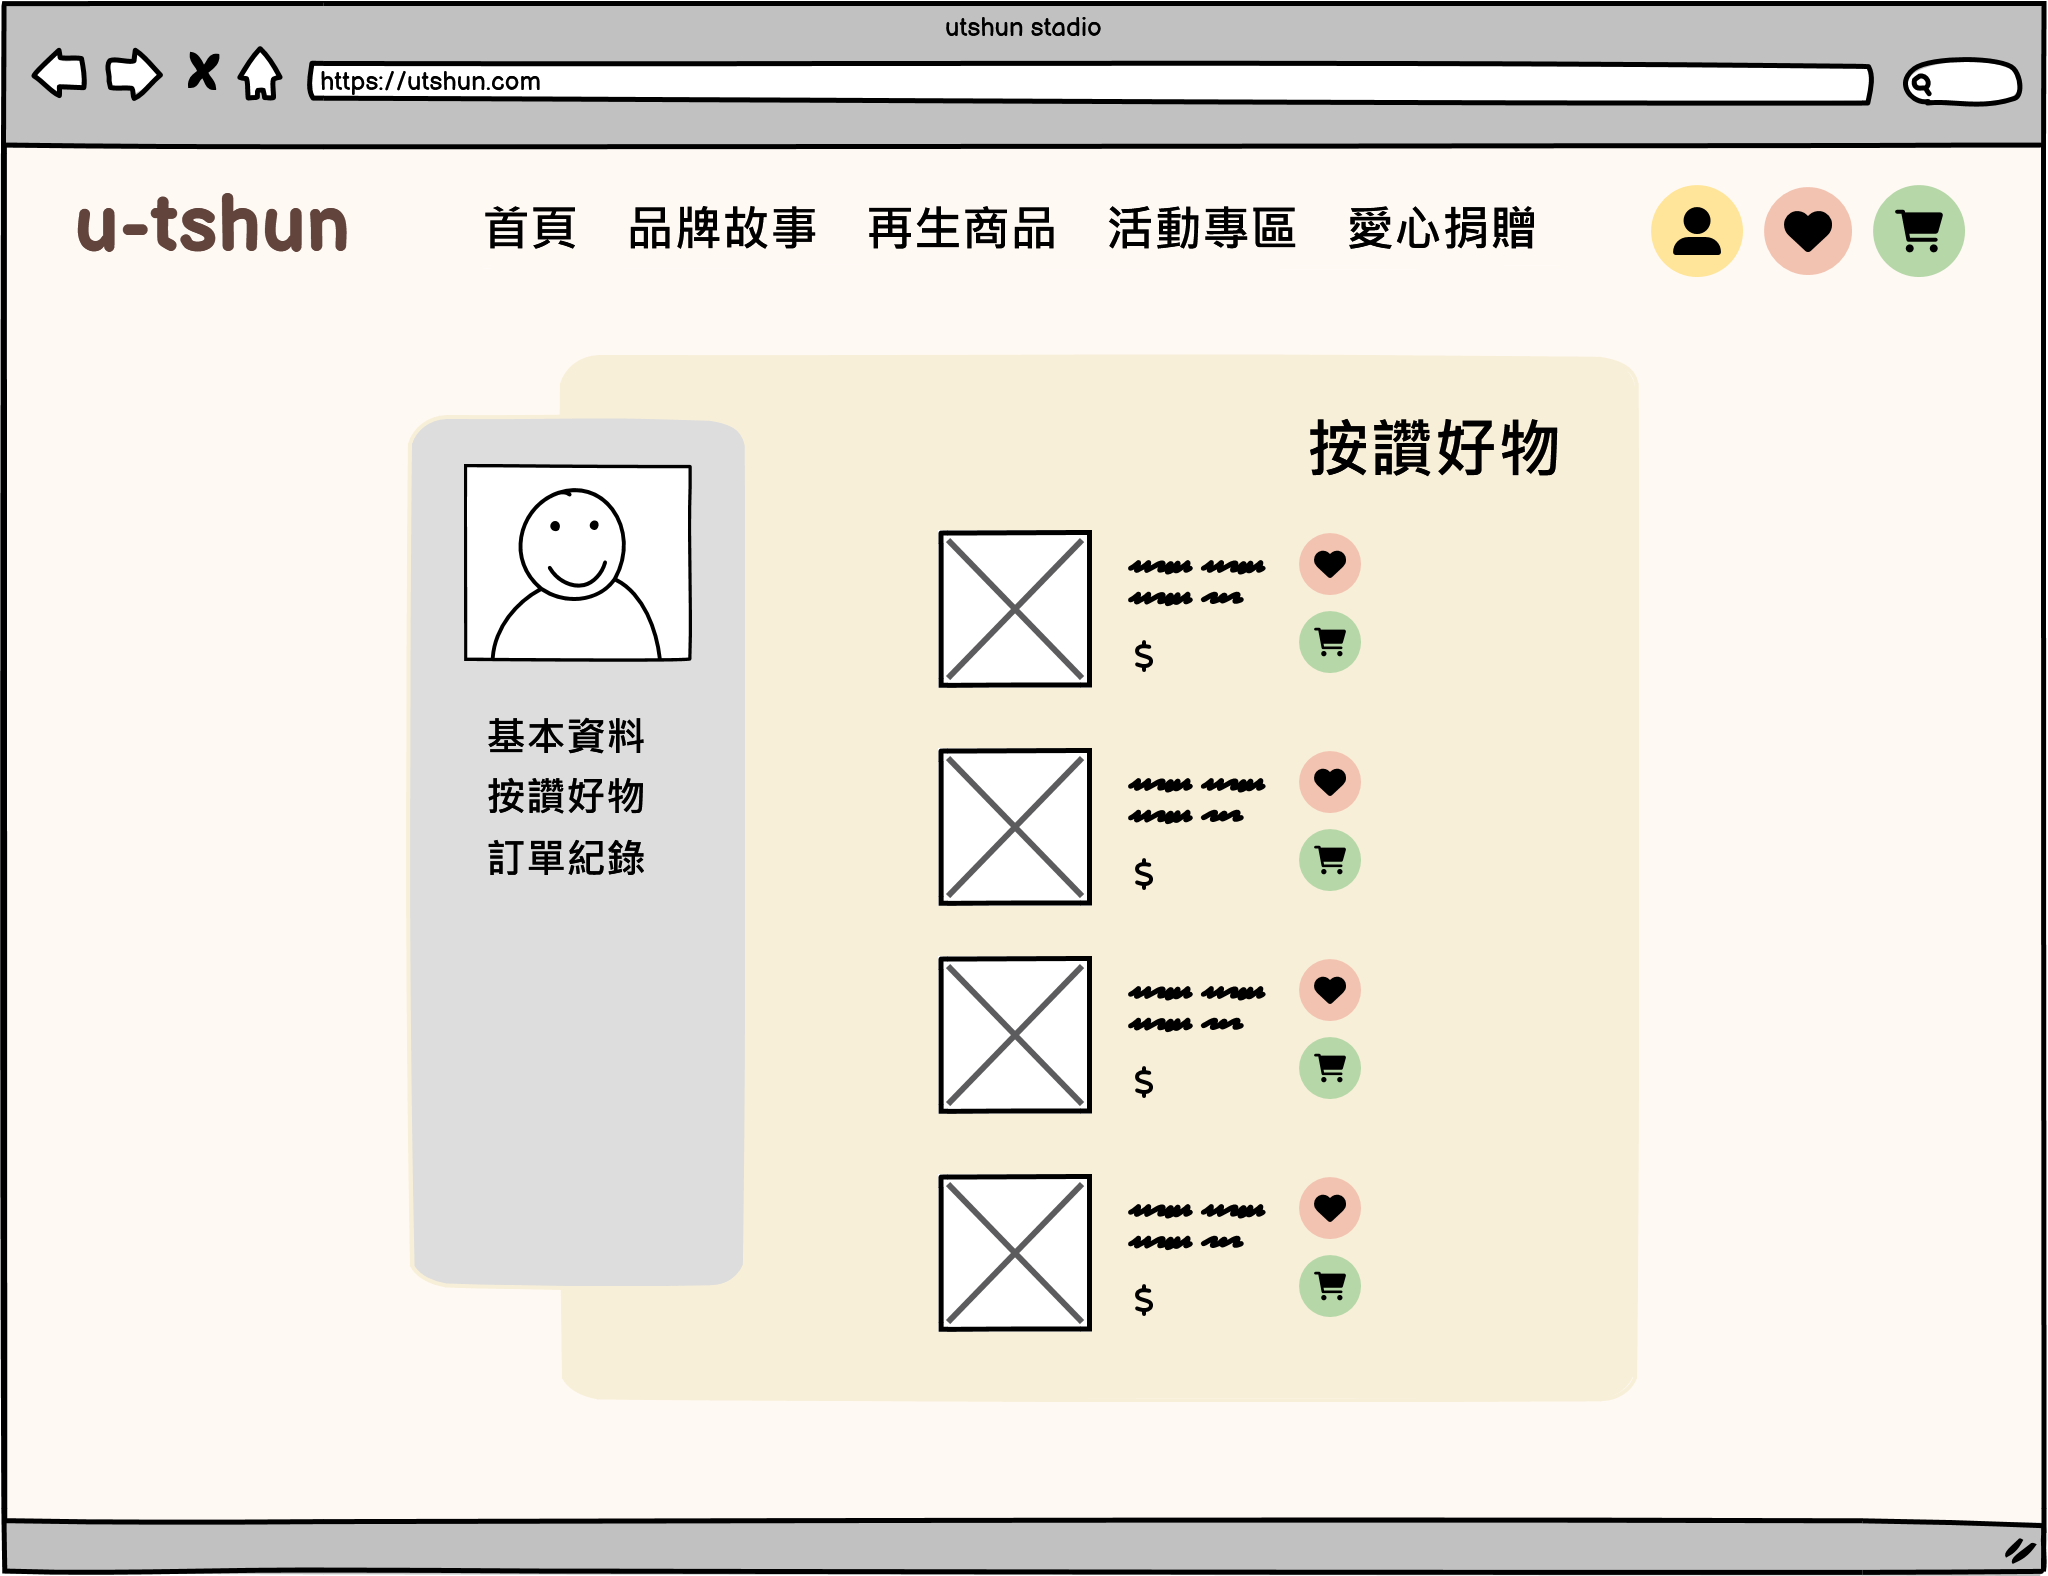 utshun stadio
https://utshun.com
u-tshun
首頁 品牌故事 再生商品 活動專區 愛心捐贈
按讚好物
基本資料
按讚好物
訂單紀錄
$
$
$
$